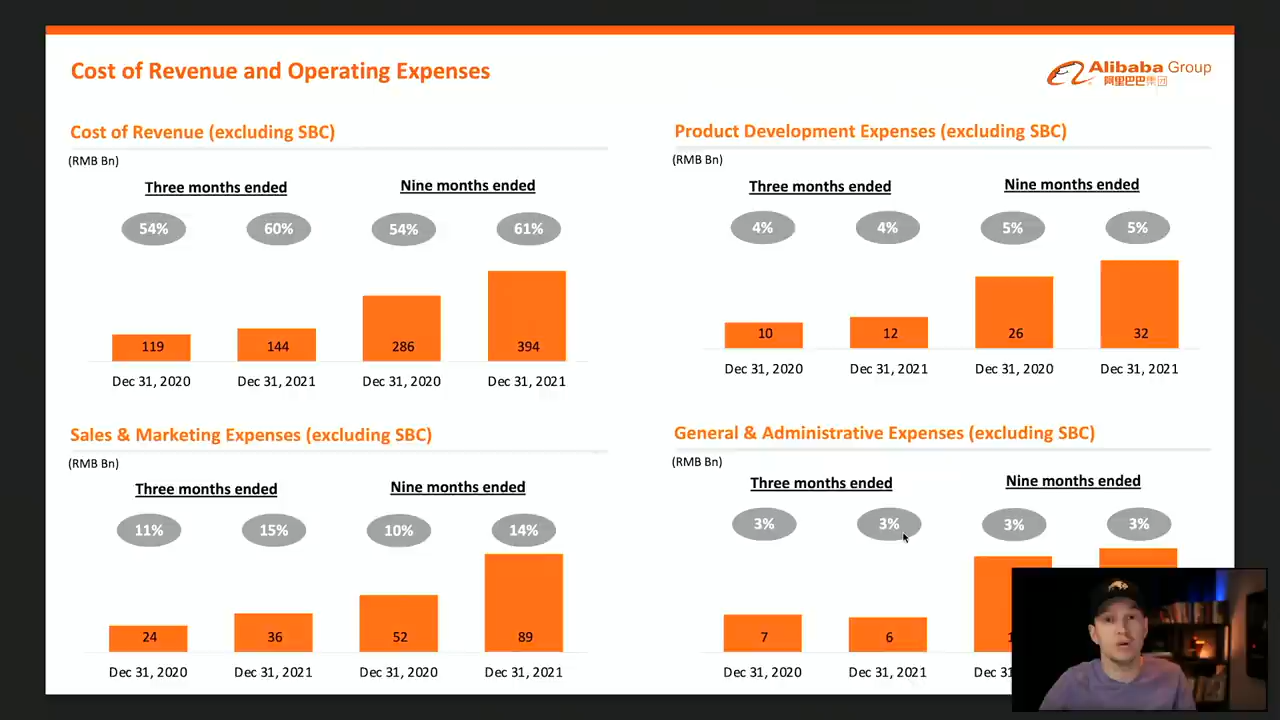 Cost of Revenue and Operating Expenses
Alibaba Group
阿里巴巴集团
Cost of Revenue (excluding SBC)
(RMB Bn)
Three months ended
Nine months ended
54%
60%
54%
61%
119
144
286
394
Dec 31, 2020
Dec 31, 2021
Dec 31, 2020
Dec 31, 2021
Product Development Expenses (excluding SBC)
(RMB Bn)
Three months ended
Nine months ended
4%
4%
5%
5%
10
12
26
32
Dec 31, 2020
Dec 31, 2021
Dec 31, 2020
Dec 31, 2021
Sales & Marketing Expenses (excluding SBC)
(RMB Bn)
Three months ended
Nine months ended
11%
15%
10%
14%
24
36
52
89
Dec 31, 2020
Dec 31, 2021
Dec 31, 2020
Dec 31, 2021
General & Administrative Expenses (excluding SBC)
(RMB Bn)
Three months ended
Nine months ended
3%
3%
3%
3%
7
6
Dec 31, 2020
Dec 31, 2021